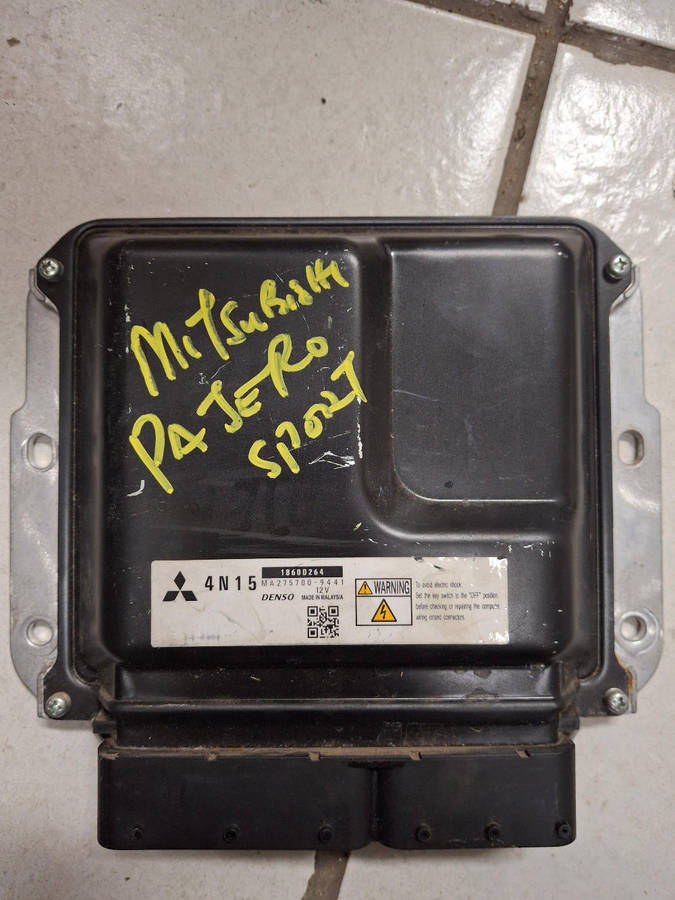 MITSUBISHI
PAJERO
SPORT
4N15
1860D264
MA275700-9441
12V
DENSO MADE IN MALAYSIA
WARNING
To avoid electric shock
Set the key switch to the "OFF" position
before checking or repairing the computer
wiring and/or connectors.